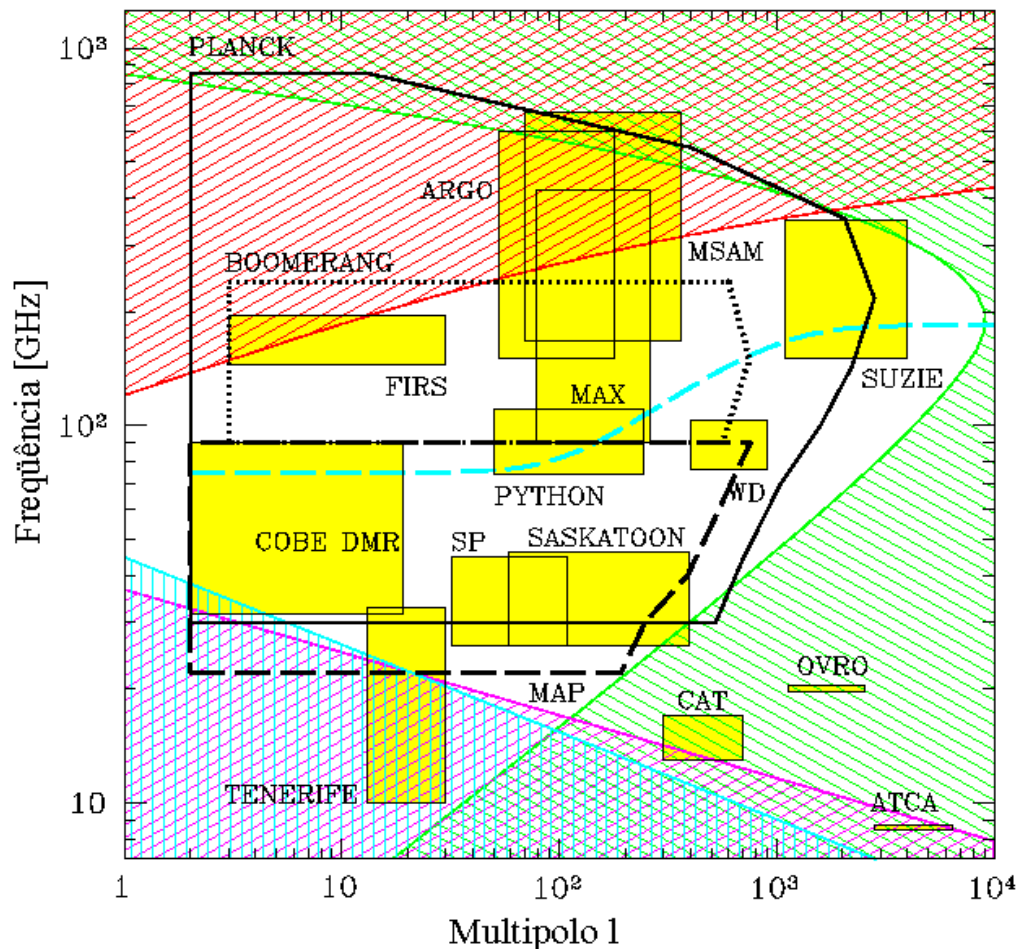 10³
PLANCK
ARGO
MSAM
BOOMERANG
FIRS
MAX
SUZIE
10²
PYTHON
WD
COBE DMR
SP
SASKATOON
OVRO
MAP
CAT
TENERIFE
ATCA
10
1
10
10²
10³
10⁴
Freqüência [GHz]
Multipolo l